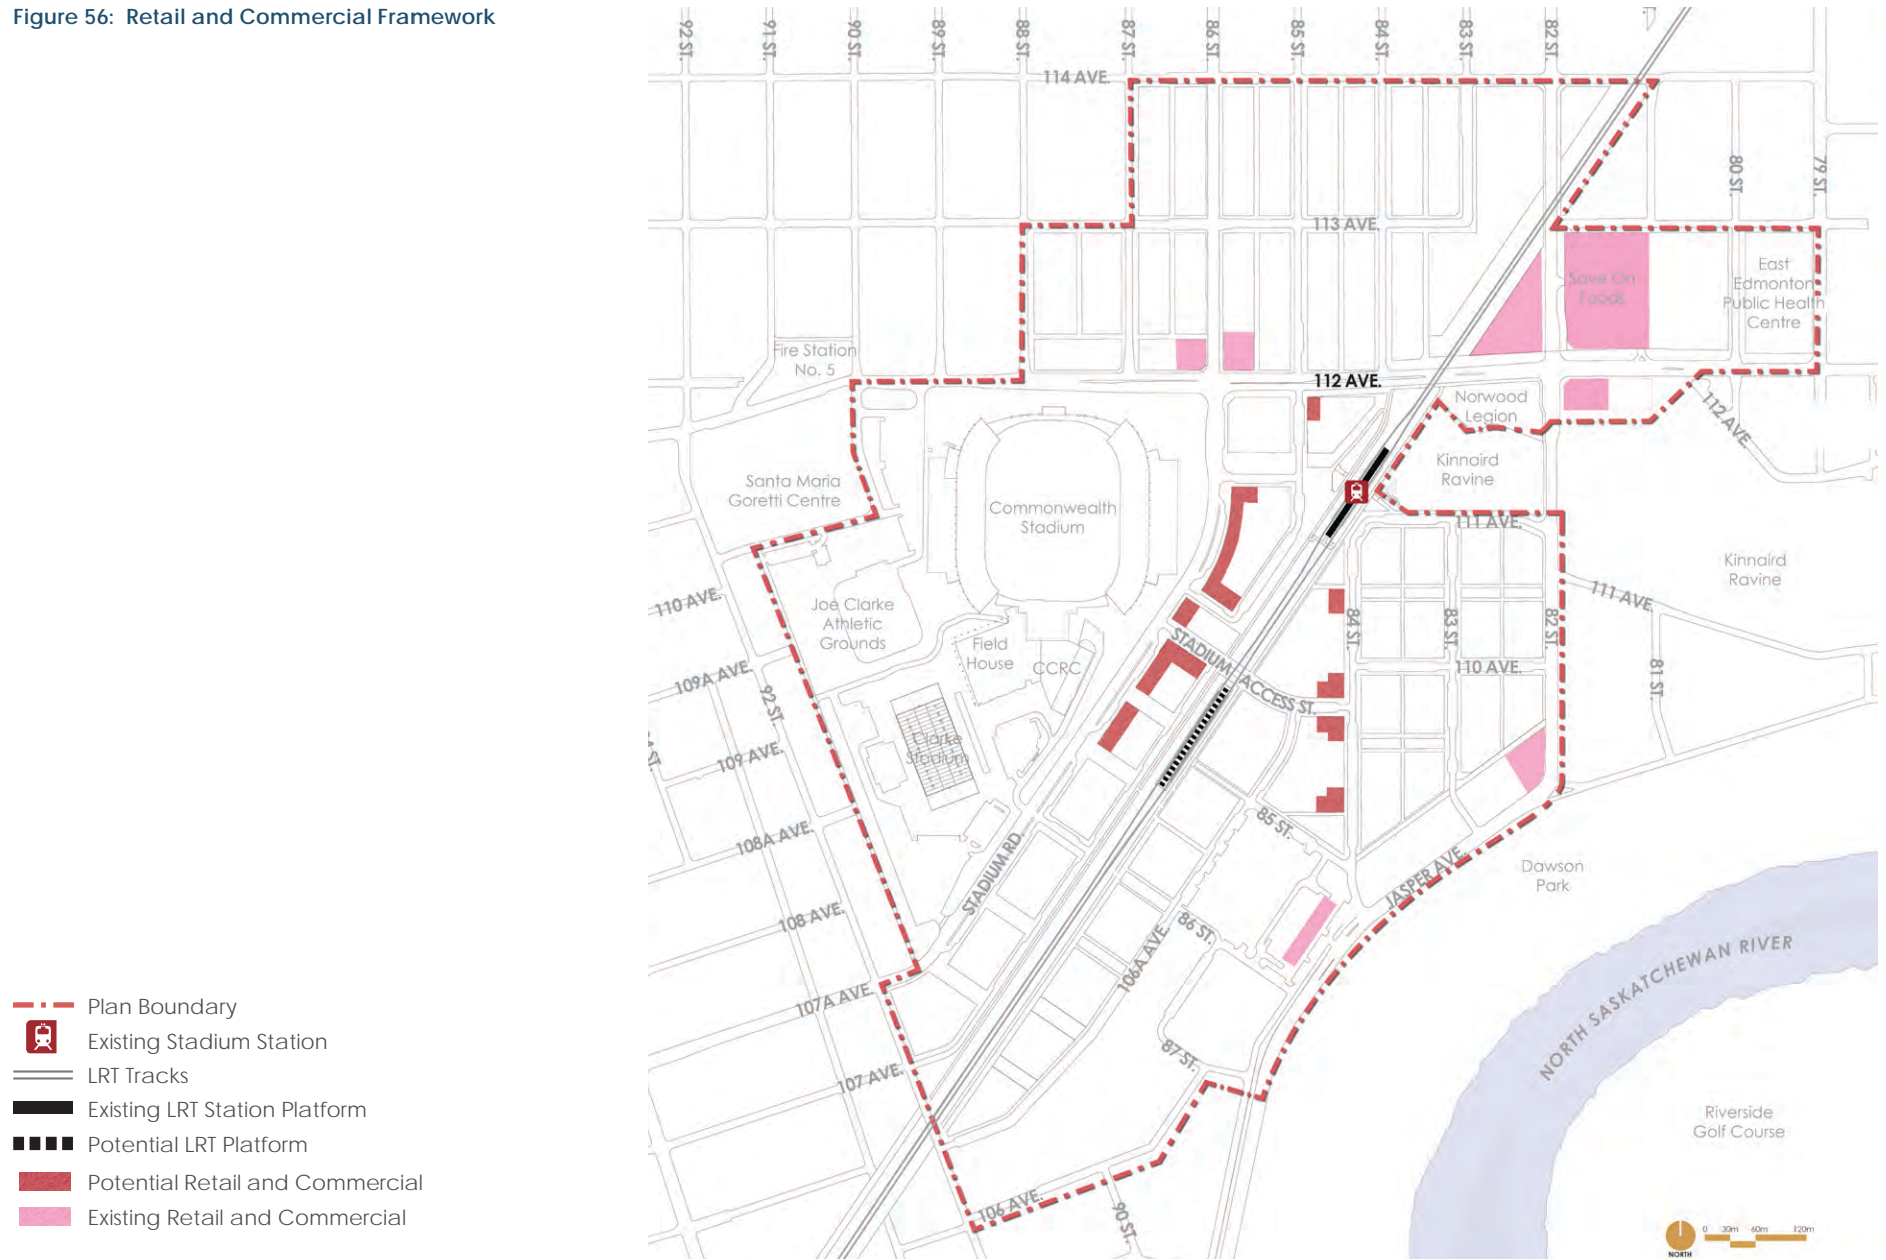 Figure 56: Retail and Commercial Framework
92 ST.
91 ST.
90 ST.
89 ST.
88 ST.
87 ST.
86 ST.
85 ST.
84 ST.
83 ST.
82 ST.
114 AVE.
80 ST.
79 ST.
113 AVE.
Save On
Foods
East
Edmonton
Public Health
Centre
Fire Station
No. 5
112 AVE.
Norwood
Legion
112 AVE.
Kinnaird
Ravine
Santa Maria
Goretti Centre
Commonwealth
Stadium
111 AVE.
Kinnaird
Ravine
110 AVE.
111 AVE.
Joe Clarke
Athletic
Grounds
84 ST.
83 ST.
82 ST.
Field
House
CCRC
STADIUM ACCESS ST.
110 AVE.
81 ST.
109A AVE.
92 ST.
Clarke
Stadium
109 AVE.
85 ST.
108A AVE.
STADIUM RD.
JASPER AVE.
Dawson
Park
108 AVE.
86 ST.
106A AVE.
NORTH SASKATCHEWAN RIVER
107A AVE.
87 ST.
107 AVE.
Riverside
Golf Course
106 AVE.
90 ST.
Plan Boundary
Existing Stadium Station
LRT Tracks
Existing LRT Station Platform
Potential LRT Platform
Potential Retail and Commercial
Existing Retail and Commercial
0 30m 60m 120m
NORTH